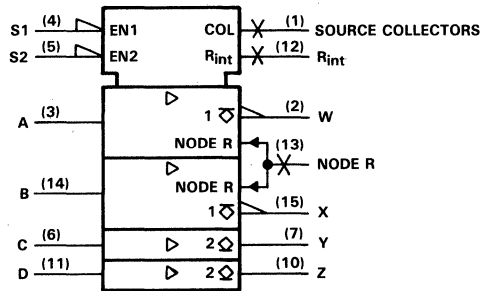 S1 (4) EN1 COL (1) SOURCE COLLECTORS
S2 (5) EN2 Rint (12) Rint
A (3) 1 (2) W
NODE R
(13) NODE R
NODE R
B (14)
1 (15) X
C (6) 2 (7) Y
D (11) 2 (10) Z